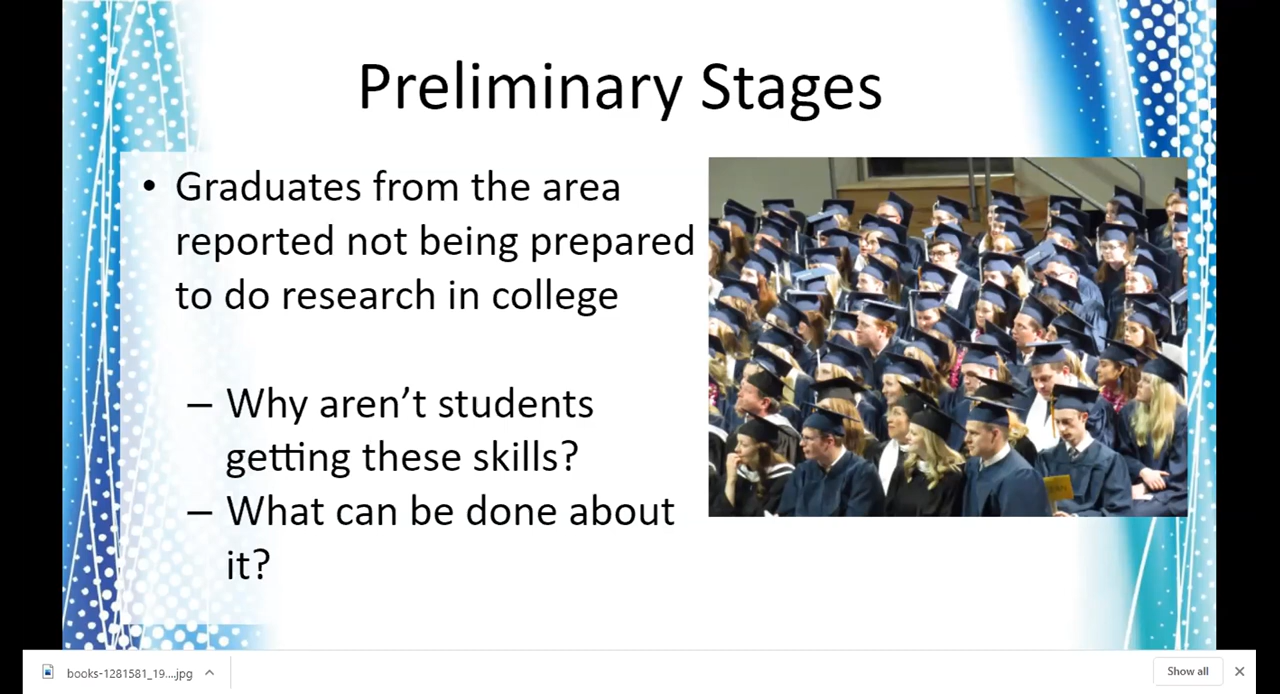 Preliminary Stages
• Graduates from the area
reported not being prepared
to do research in college
– Why aren’t students
getting these skills?
– What can be done about
it?
books-1281581_19....jpg
Show all